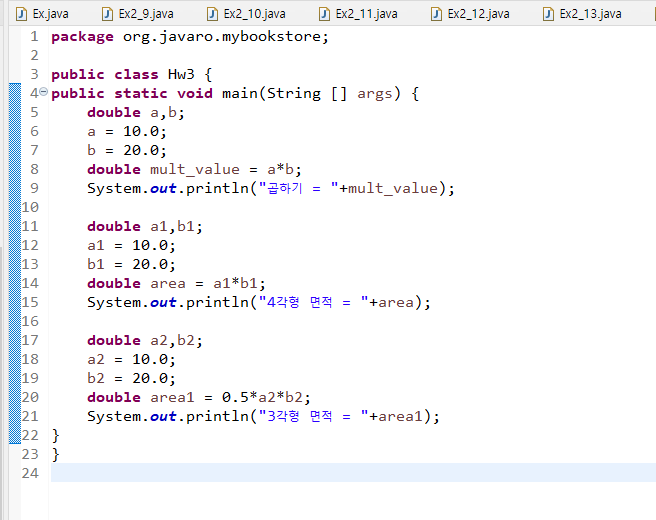 Ex.java Ex2_9.java Ex2_10.java Ex2_11.java Ex2_12.java Ex2_13.java
1 package org.javaro.mybookstore;
2
3 public class Hw3 {
4 public static void main(String [] args) {
5 double a,b;
6 a = 10.0;
7 b = 20.0;
8 double mult_value = a*b;
9 System.out.println("곱하기 = "+mult_value);
10
11 double a1,b1;
12 a1 = 10.0;
13 b1 = 20.0;
14 double area = a1*b1;
15 System.out.println("4각형 면적 = "+area);
16
17 double a2,b2;
18 a2 = 10.0;
19 b2 = 20.0;
20 double area1 = 0.5*a2*b2;
21 System.out.println("3각형 면적 = "+area1);
22 }
23 }
24